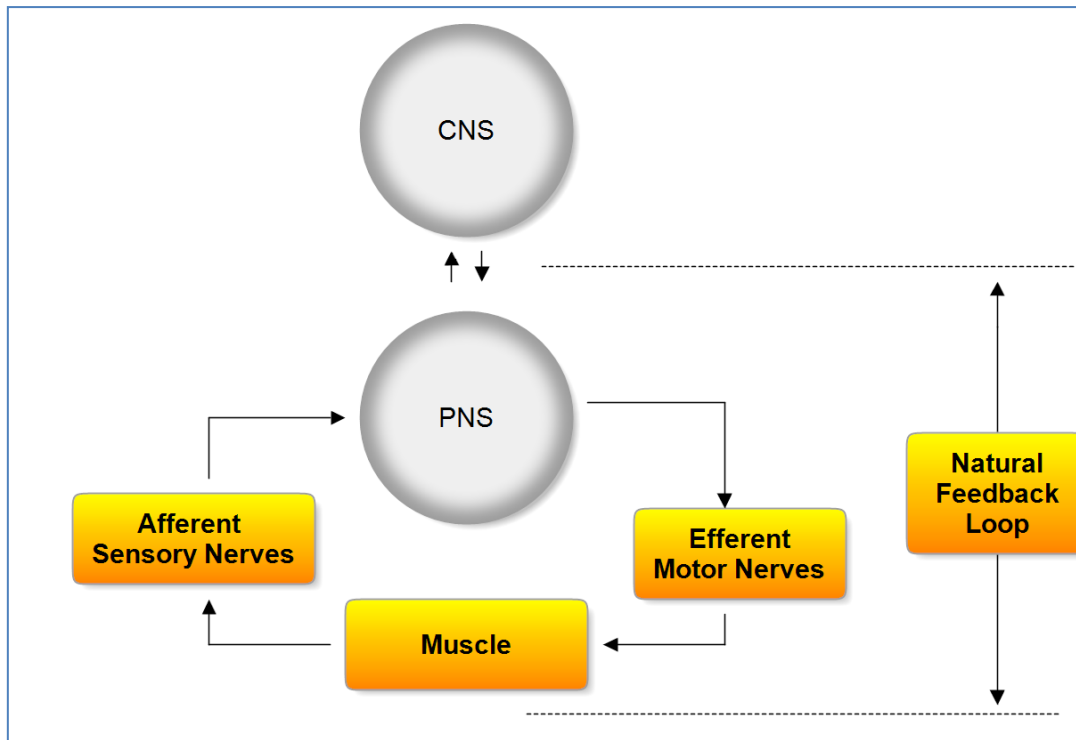 CNS
PNS
Afferent
Sensory Nerves
Efferent
Motor Nerves
Muscle
Natural
Feedback
Loop